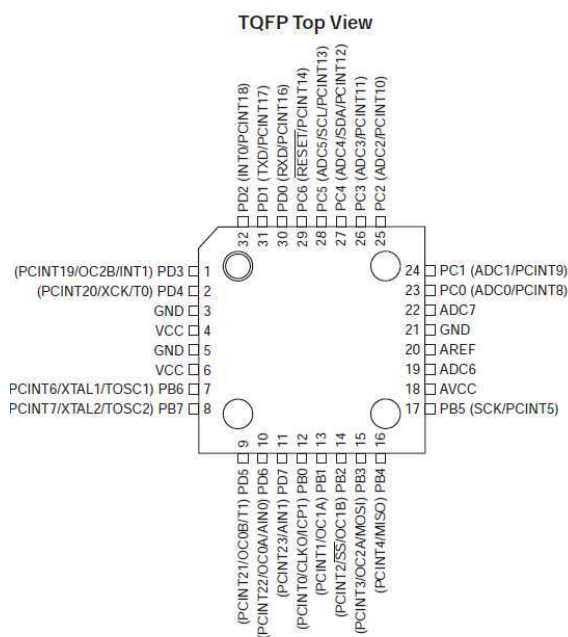 TQFP Top View
PD2 (INT0/PCINT18)
PD1 (TXD/PCINT17)
PD0 (RXD/PCINT16)
PC6 (RESET/PCINT14)
PC5 (ADC5/SCL/PCINT13)
PC4 (ADC4/SDA/PCINT12)
PC3 (ADC3/PCINT11)
PC2 (ADC2/PCINT10)
32 31 30 29 28 27 26 25
(PCINT19/OC2B/INT1) PD3 1
(PCINT20/XCK/T0) PD4 2
GND 3
VCC 4
GND 5
VCC 6
PCINT6/XTAL1/TOSC1) PB6 7
PCINT7/XTAL2/TOSC2) PB7 8
24 PC1 (ADC1/PCINT9)
23 PC0 (ADC0/PCINT8)
22 ADC7
21 GND
20 AREF
19 ADC6
18 AVCC
17 PB5 (SCK/PCINT5)
9 10 11 12 13 14 15 16
(PCINT21/OC0B/T1) PD5
(PCINT22/OC0A/AIN0) PD6
(PCINT23/AIN1) PD7
(PCINT0/CLKO/ICP1) PB0
(PCINT1/OC1A) PB1
(PCINT2/SS/OC1B) PB2
(PCINT3/OC2A/MOSI) PB3
(PCINT4/MISO) PB4